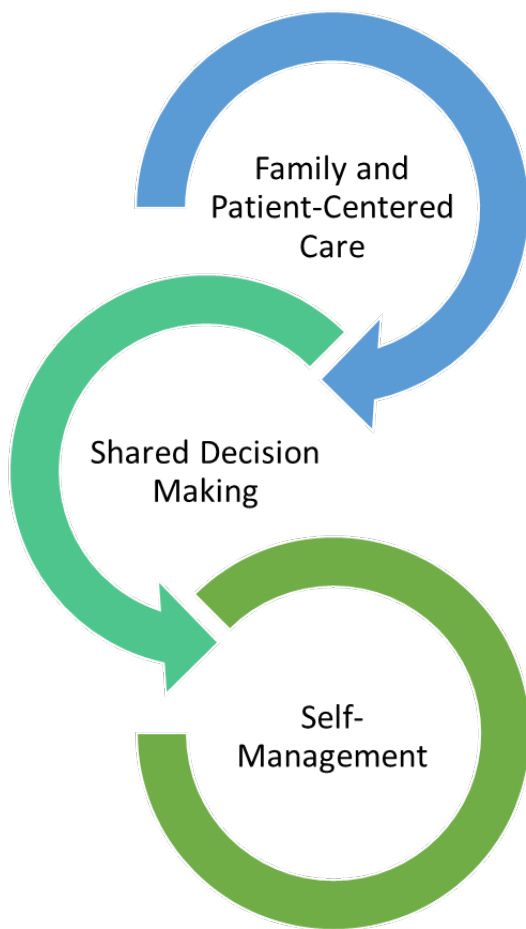 Family and
Patient-Centered
Care
Shared Decision
Making
Self-
Management